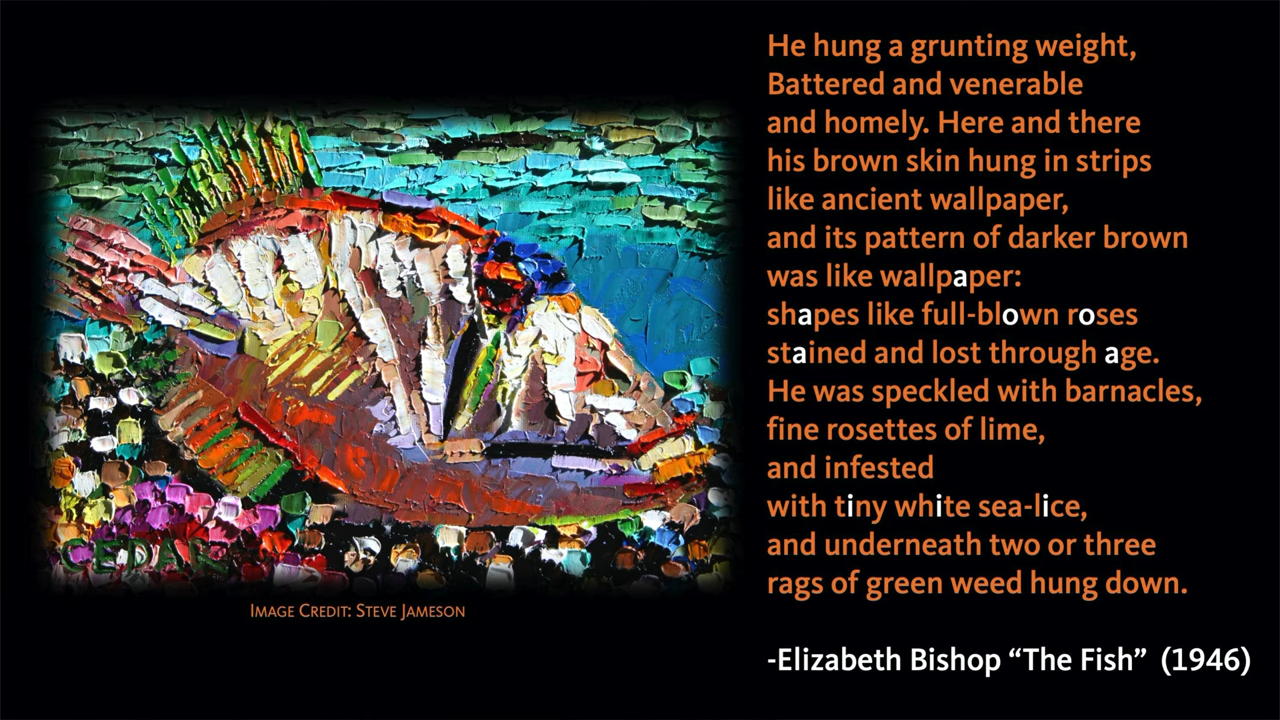 He hung a grunting weight,
Battered and venerable
and homely. Here and there
his brown skin hung in strips
like ancient wallpaper,
and its pattern of darker brown
was like wallpaper:
shapes like full-blown roses
stained and lost through age.
He was speckled with barnacles,
fine rosettes of lime,
and infested
with tiny white sea-lice,
and underneath two or three
rags of green weed hung down.
-Elizabeth Bishop “The Fish” (1946)
CEDAR
IMAGE CREDIT: STEVE JAMESON